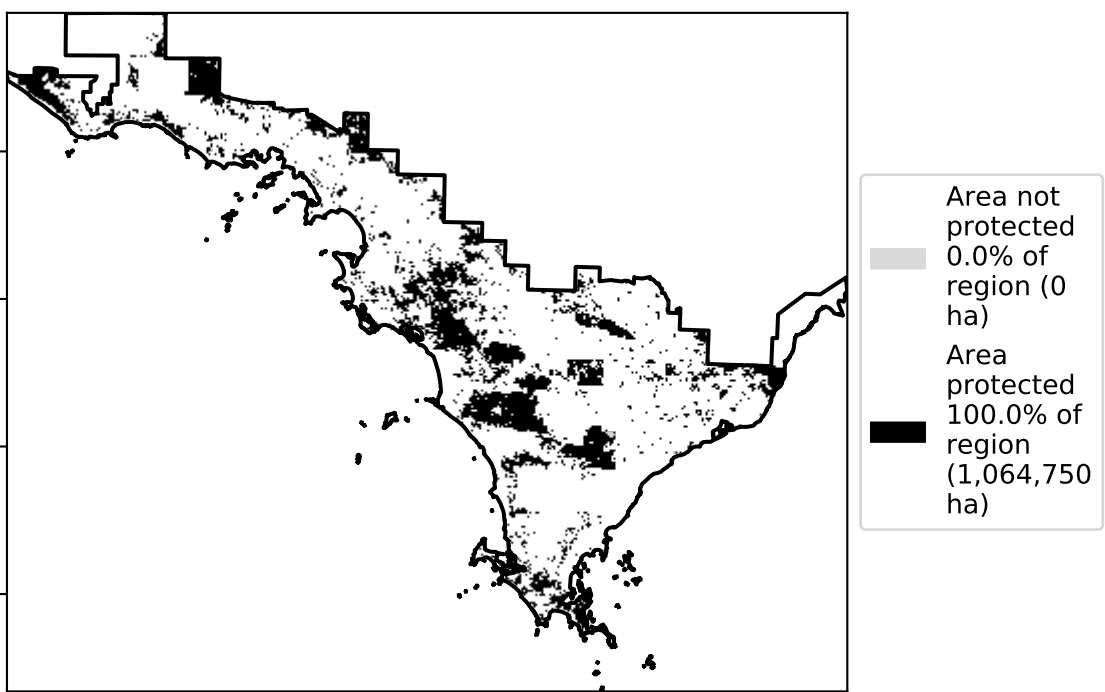 Area not
protected
0.0% of
region (0
ha)
Area
protected
100.0% of
region
(1,064,750
ha)